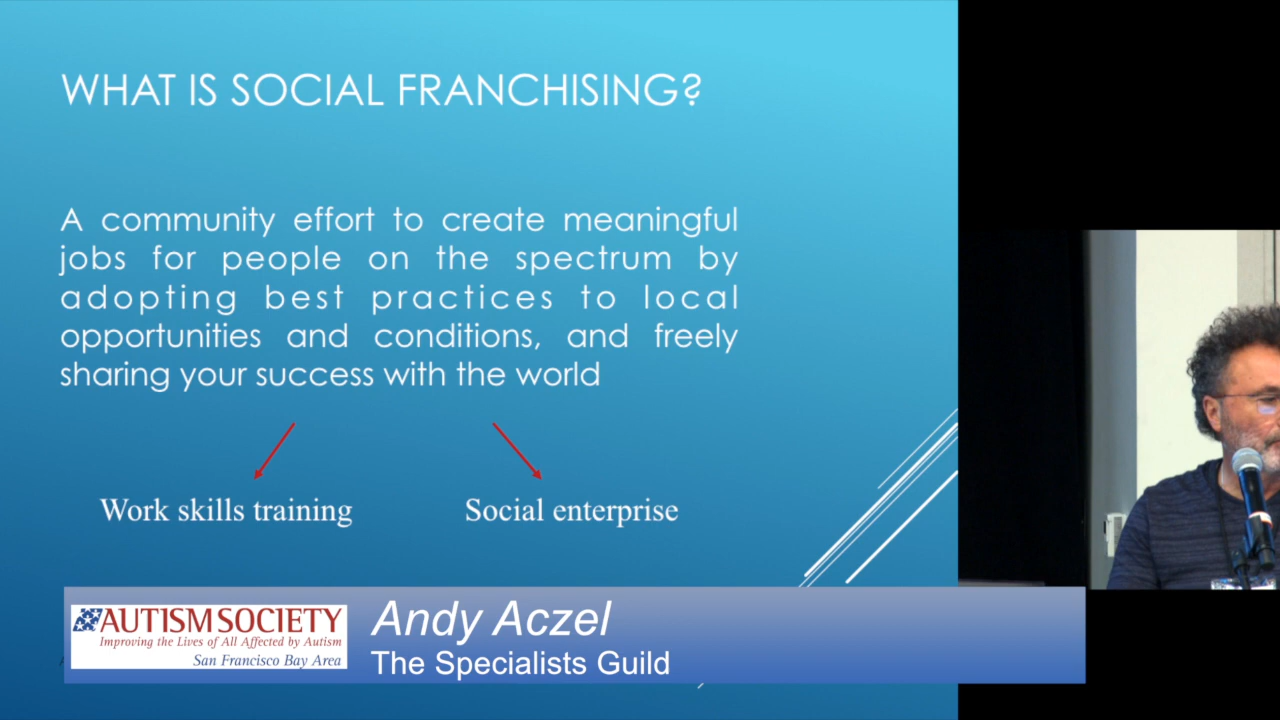 WHAT IS SOCIAL FRANCHISING?
A community effort to create meaningful
jobs for people on the spectrum by
adopting best practices to local
opportunities and conditions, and freely
sharing your success with the world
Work skills training
Social enterprise
AUTISM SOCIETY
Improving the Lives of All Affected by Autism
San Francisco Bay Area
Andy Aczel
The Specialists Guild